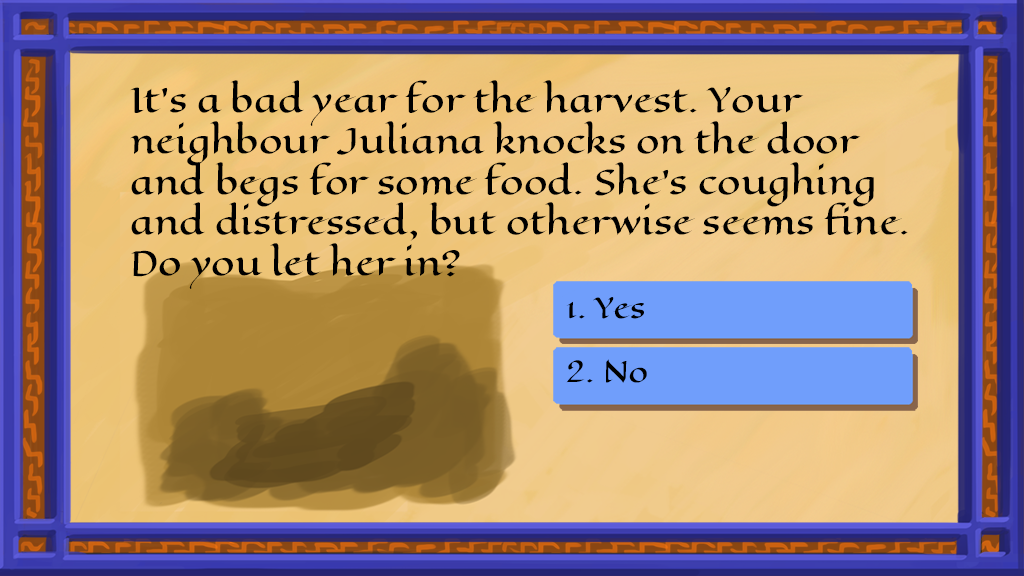 It's a bad year for the harvest. Your
neighbour Juliana knocks on the door
and begs for some food. She's coughing
and distressed, but otherwise seems fine.
Do you let her in?
1. Yes
2. No